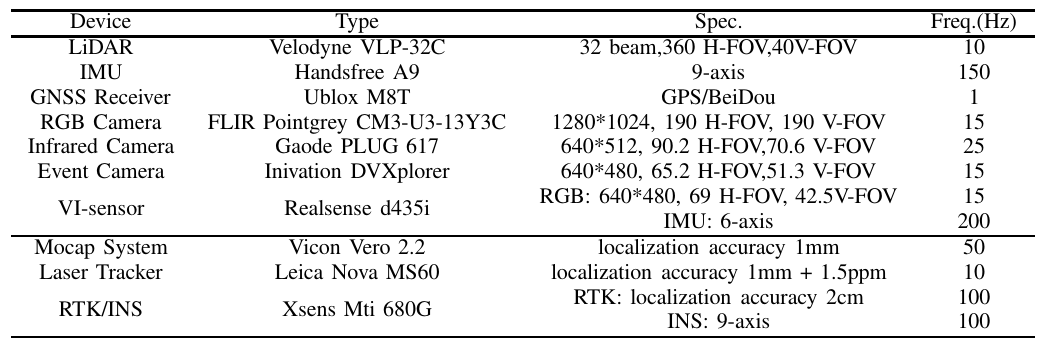 Device Type Spec. Freq.(Hz)
LiDAR Velodyne VLP-32C 32 beam,360 H-FOV,40V-FOV 10
IMU Handsfree A9 9-axis 150
GNSS Receiver Ublox M8T GPS/BeiDou 1
RGB Camera FLIR Pointgrey CM3-U3-13Y3C 1280*1024, 190 H-FOV, 190 V-FOV 15
Infrared Camera Gaode PLUG 617 640*512, 90.2 H-FOV,70.6 V-FOV 25
Event Camera Inivation DVXplorer 640*480, 65.2 H-FOV,51.3 V-FOV 15
VI-sensor Realsense d435i RGB: 640*480, 69 H-FOV, 42.5V-FOV 15
IMU: 6-axis 200
Mocap System Vicon Vero 2.2 localization accuracy 1mm 50
Laser Tracker Leica Nova MS60 localization accuracy 1mm + 1.5ppm 10
RTK/INS Xsens Mti 680G RTK: localization accuracy 2cm 100
INS: 9-axis 100